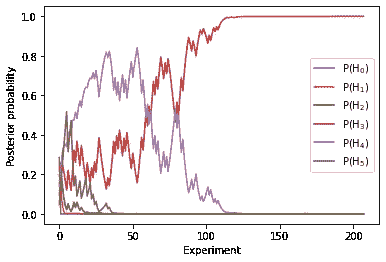 1.0
0.8
0.6
0.4
0.2
0.0
Posterior probability
0
50
100
150
200
Experiment
P(H₀)
P(H₁)
P(H₂)
P(H₃)
P(H₄)
P(H₅)